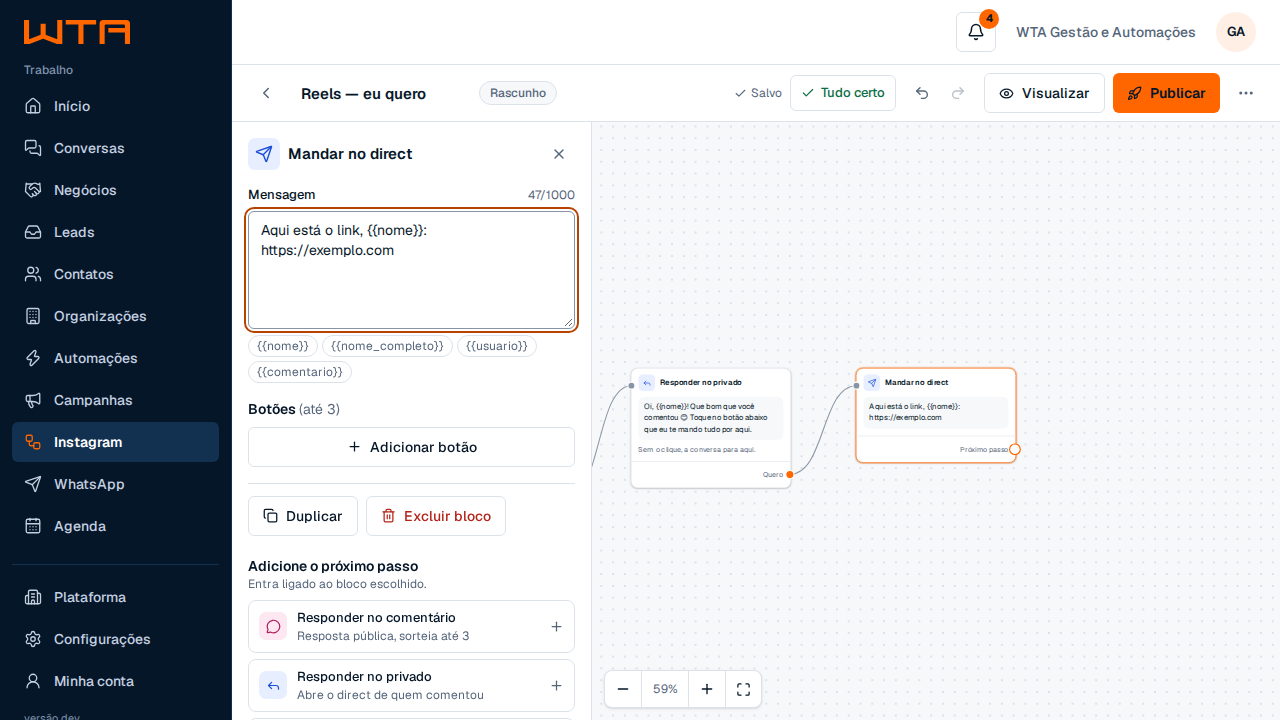 WTA
Trabalho
Início
Conversas
Negócios
Leads
Contatos
Organizações
Automações
Campanhas
Instagram
WhatsApp
Agenda
Plataforma
Configurações
Minha conta
versão dev
4
WTA Gestão e Automações
GA
Reels — eu quero
Rascunho
Salvo
Tudo certo
Visualizar
Publicar
Mandar no direct
Mensagem
47/1000
Aqui está o link, {{nome}}:
https://exemplo.com
{{nome}}
{{nome_completo}}
{{usuario}}
{{comentario}}
Botões (até 3)
Adicionar botão
Duplicar
Excluir bloco
Adicione o próximo passo
Entra ligado ao bloco escolhido.
Responder no comentário
Resposta pública, sorteia até 3
Responder no privado
Abre o direct de quem comentou
Responder no privado
Oi, {{nome}}! Que bom que você
comentou 😊 Toque no botão abaixo
que eu te mando tudo por aqui.
Sem o clique, a conversa para aqui.
Quero
Mandar no direct
Aqui está o link, {{nome}}:
https://exemplo.com
Próximo passo
59%